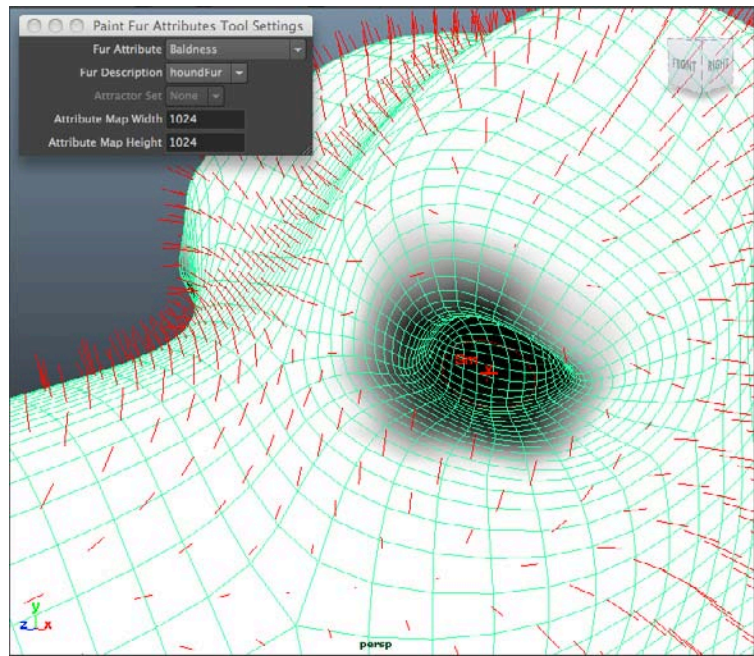 Paint Fur Attributes Tool Settings
Fur Attribute Baldness
Fur Description houndFur
Attractor Set None
Attribute Map Width 1024
Attribute Map Height 1024
FRONT RIGHT
y
z x
persp